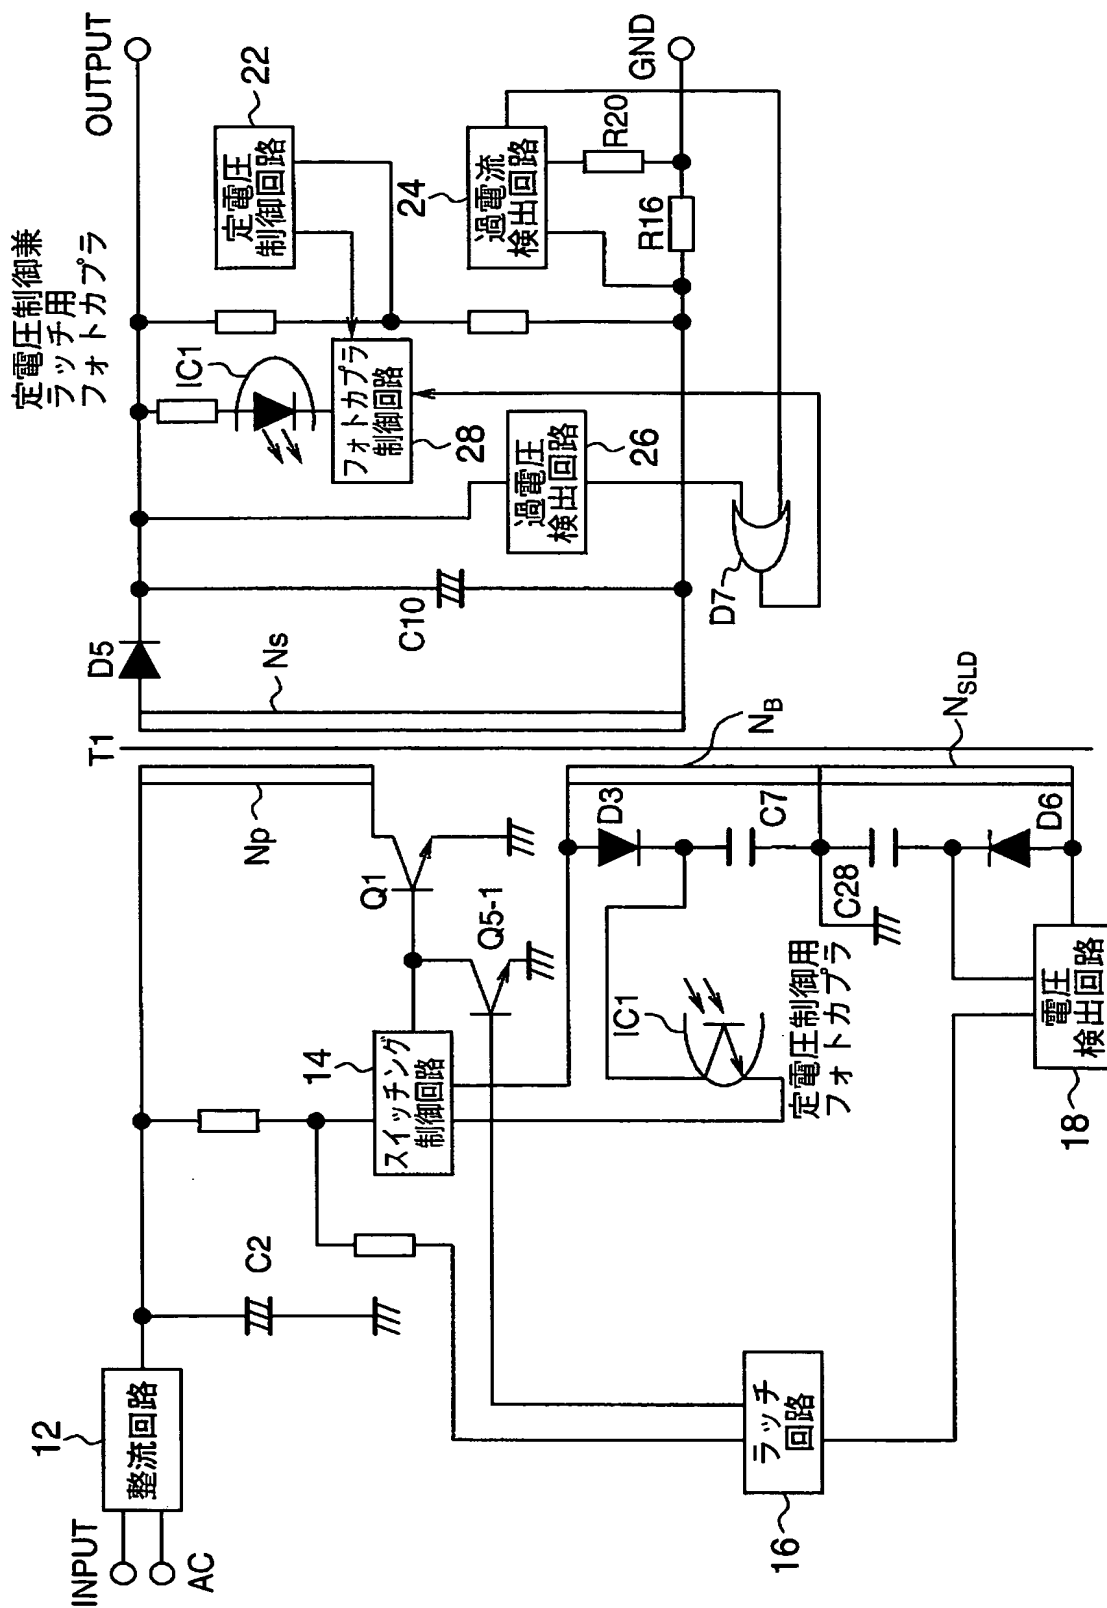 INPUT
AC
12
整流回路
C2
14
スイッチング
制御回路
Np
Q1
Q5-1
T1
D5
Ns
C10
定電圧制御兼
ラッチ用
フォトカプラ
IC1
フォトカプラ
制御回路
28
定電圧
制御回路
22
OUTPUT
過電圧
検出回路
26
24
過電流
検出回路
R20
R16
GND
D7
NB
NSLD
D3
C7
C28
D6
IC1
定電圧制御用
フォトカプラ
ラッチ
回路
16
電圧
検出回路
18